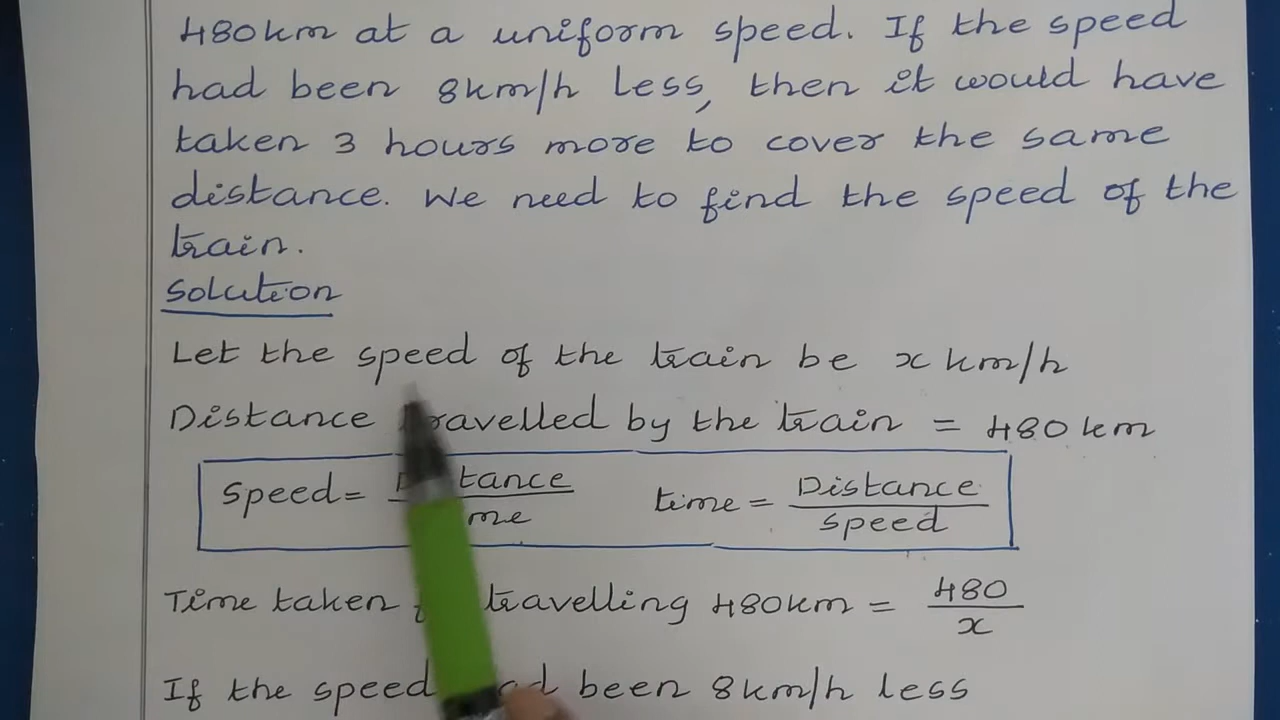 480km at a uniform speed. If the speed
had been 8km/h less, then it would have
taken 3 hours more to cover the same
distance. We need to find the speed of the
train.
Solution
Let the speed of the train be x km/h
Distance travelled by the train = 480km
Speed = time = Distance
speed
Time taken travelling 480km = 480
x
If the speed been 8km/h less